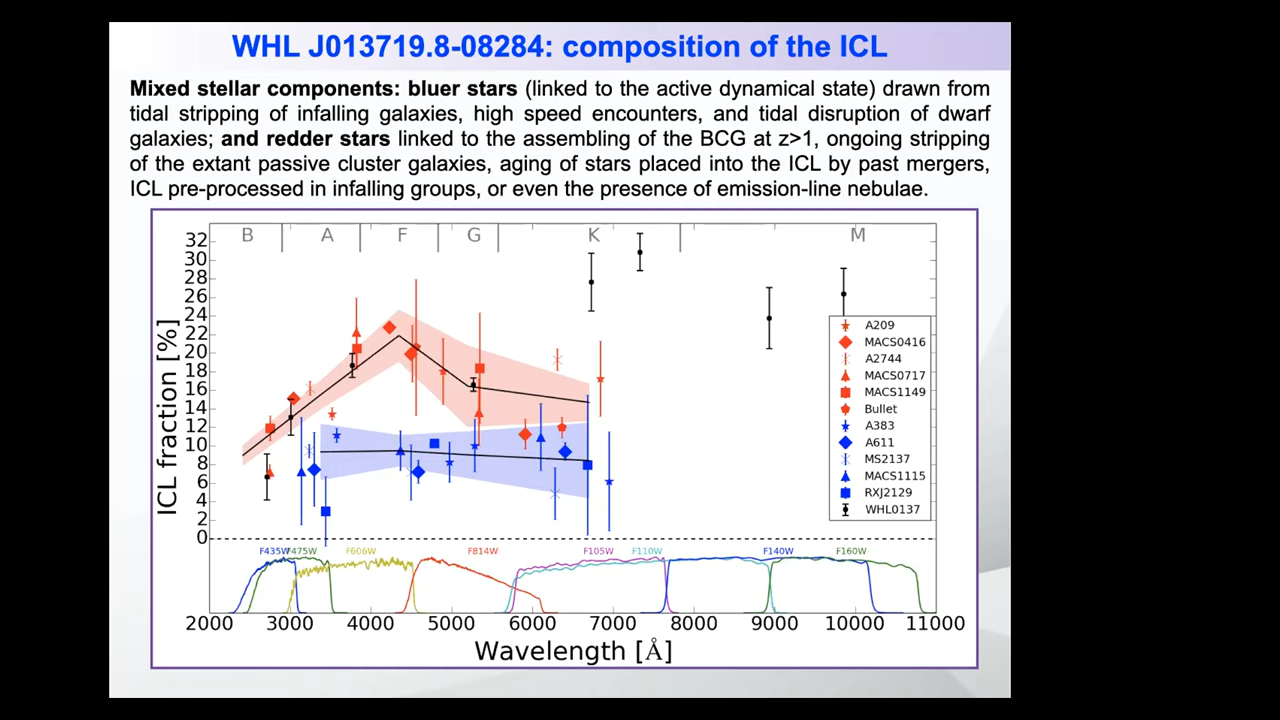 WHL J013719.8-08284: composition of the ICL
Mixed stellar components: bluer stars (linked to the active dynamical state) drawn from
tidal stripping of infalling galaxies, high speed encounters, and tidal disruption of dwarf
galaxies; and redder stars linked to the assembling of the BCG at z>1, ongoing stripping
of the extant passive cluster galaxies, aging of stars placed into the ICL by past mergers,
ICL pre-processed in infalling groups, or even the presence of emission-line nebulae.
B A F G K M
32
30
28
26
24
22
20
18
16
14
12
10
8
6
4
2
0
ICL fraction [%]
A209
MACS0416
A2744
MACS0717
MACS1149
Bullet
A383
A611
MS2137
MACS1115
RXJ2129
WHL0137
F435W F475W F606W F814W F105W F110W F140W F160W
2000 3000 4000 5000 6000 7000 8000 9000 10000 11000
Wavelength [Å]